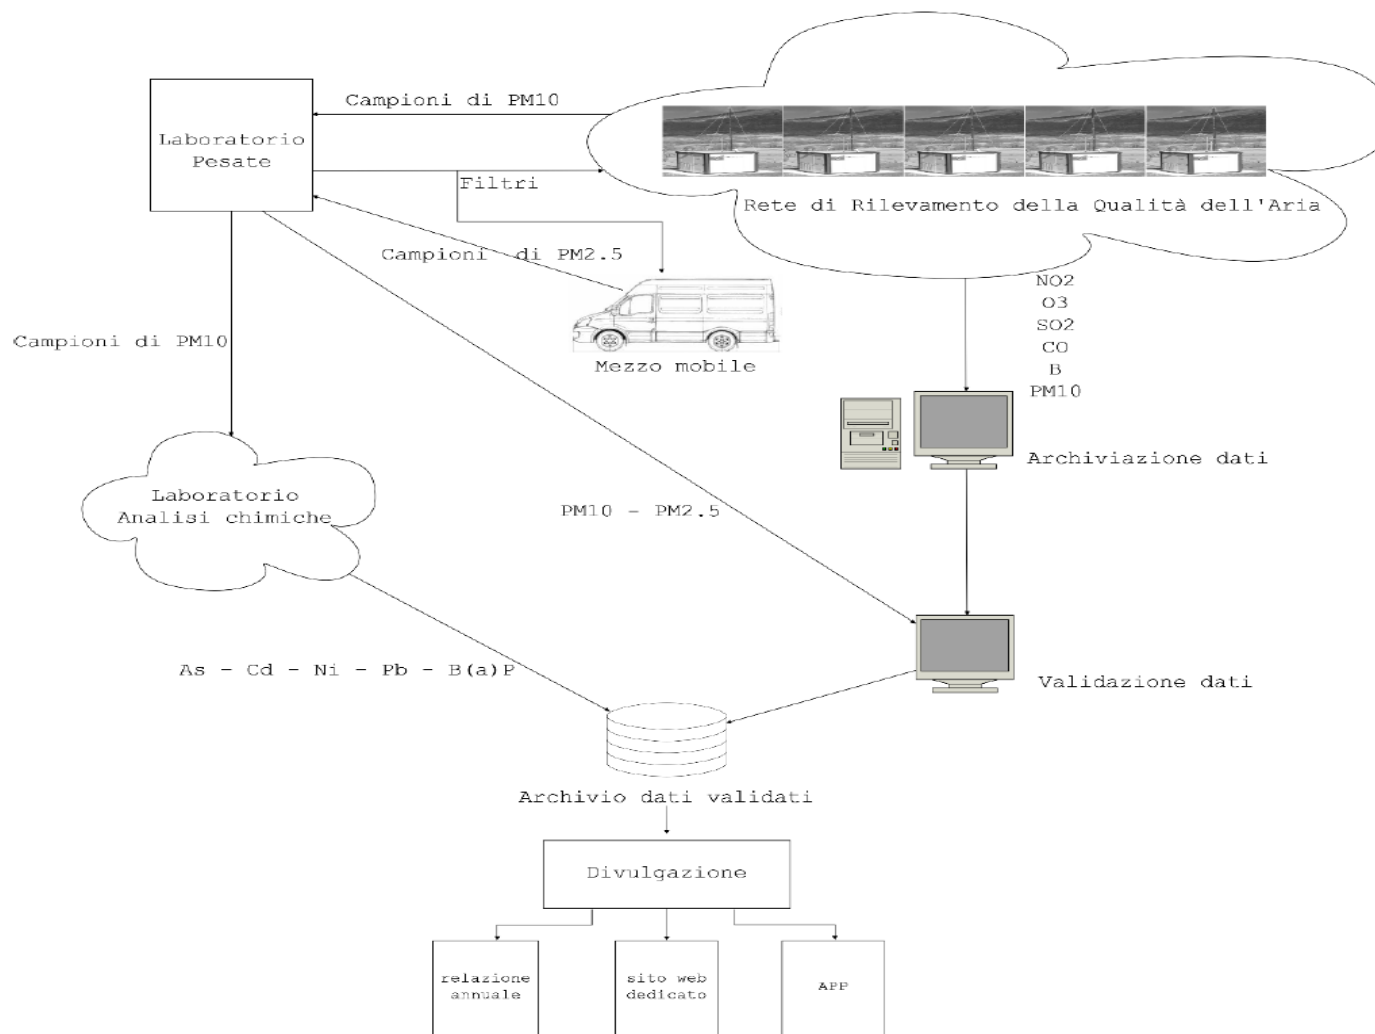 Campioni di PM10
Laboratorio
Pesate
Filtri
Rete di Rilevamento della Qualità dell'Aria
Campioni di PM2.5
NO2
O3
SO2
CO
B
PM10
Mezzo mobile
Campioni di PM10
Archiviazione dati
Laboratorio
Analisi chimiche
PM10 - PM2.5
As - Cd - Ni - Pb - B(a)P
Validazione dati
Archivio dati validati
Divulgazione
relazione
annuale
sito web
dedicato
APP